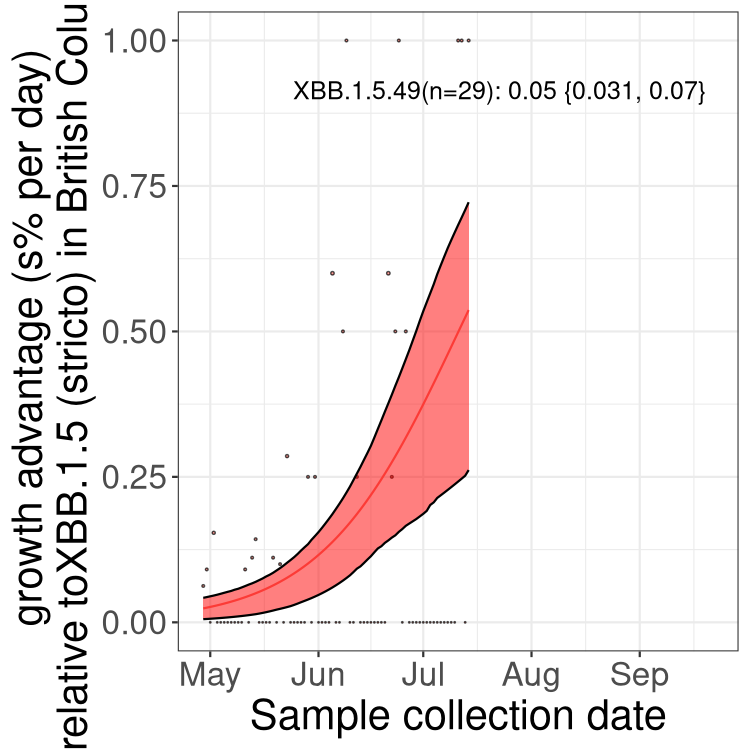 growth advantage (s% per day)
relative toXBB.1.5 (stricto) in British Colu
1.00
0.75
0.50
0.25
0.00
XBB.1.5.49(n=29): 0.05 {0.031, 0.07}
May Jun Jul Aug Sep
Sample collection date